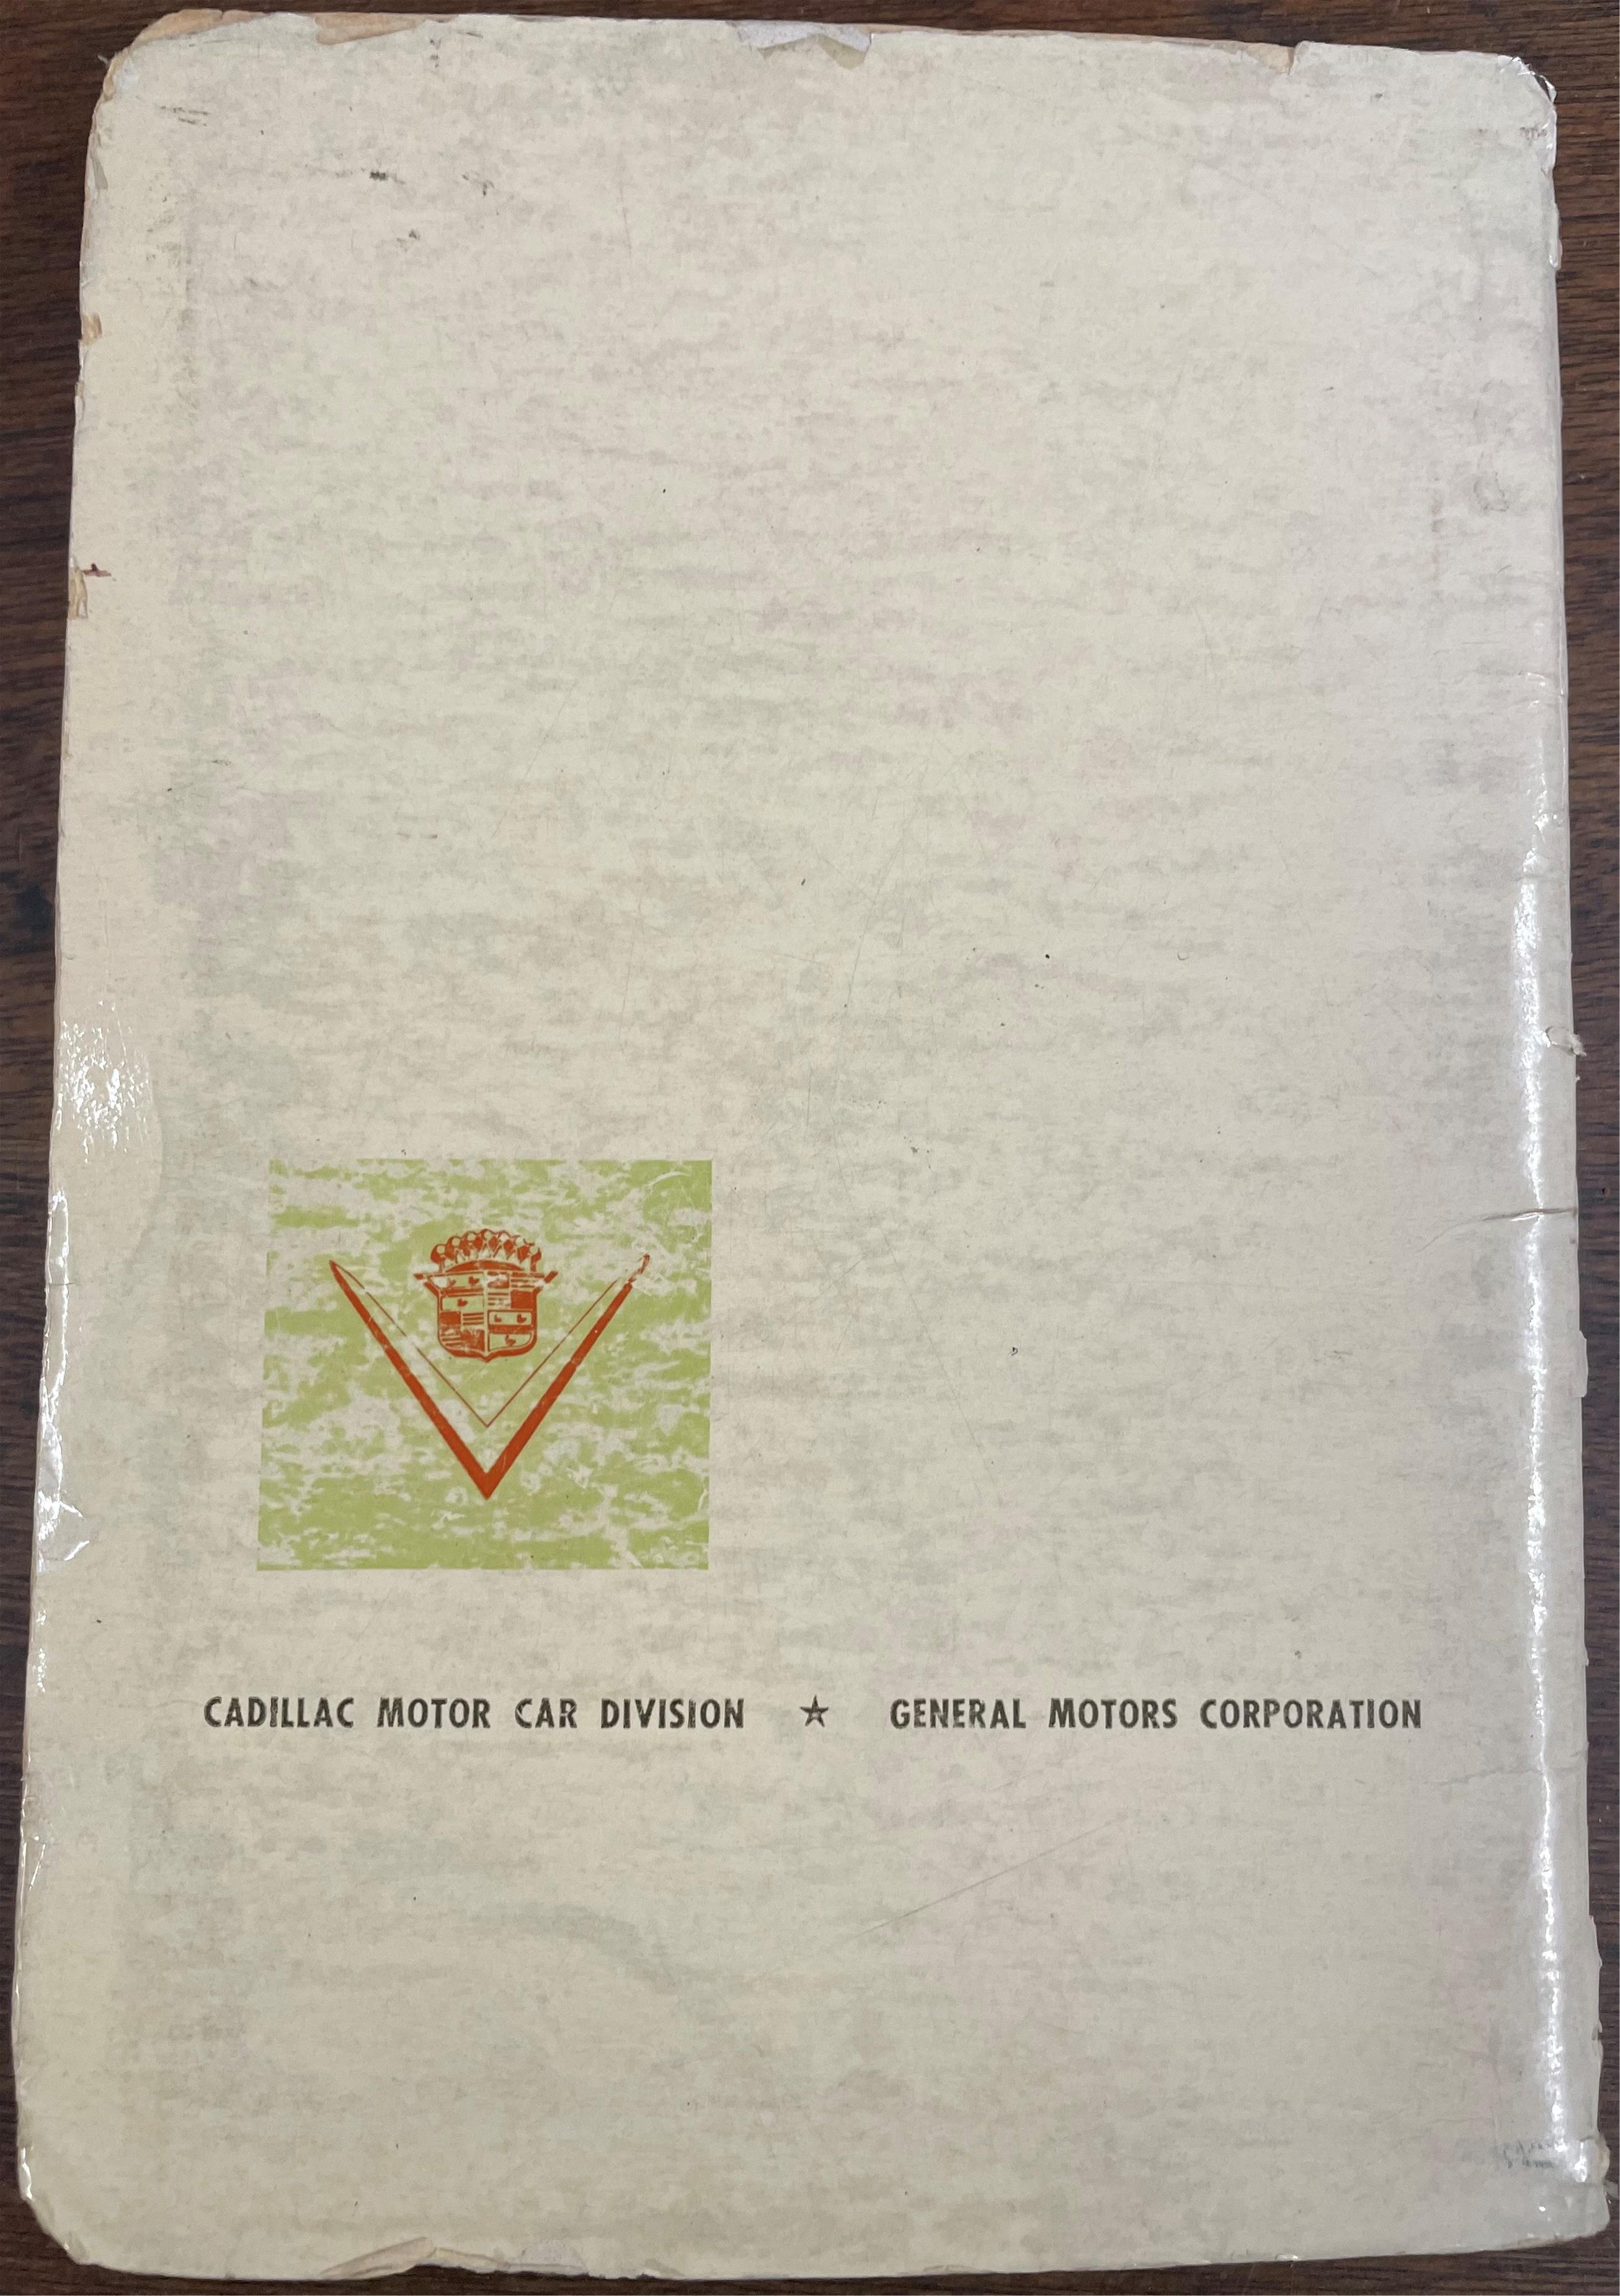 CADILLAC MOTOR CAR DIVISION ★ GENERAL MOTORS CORPORATION